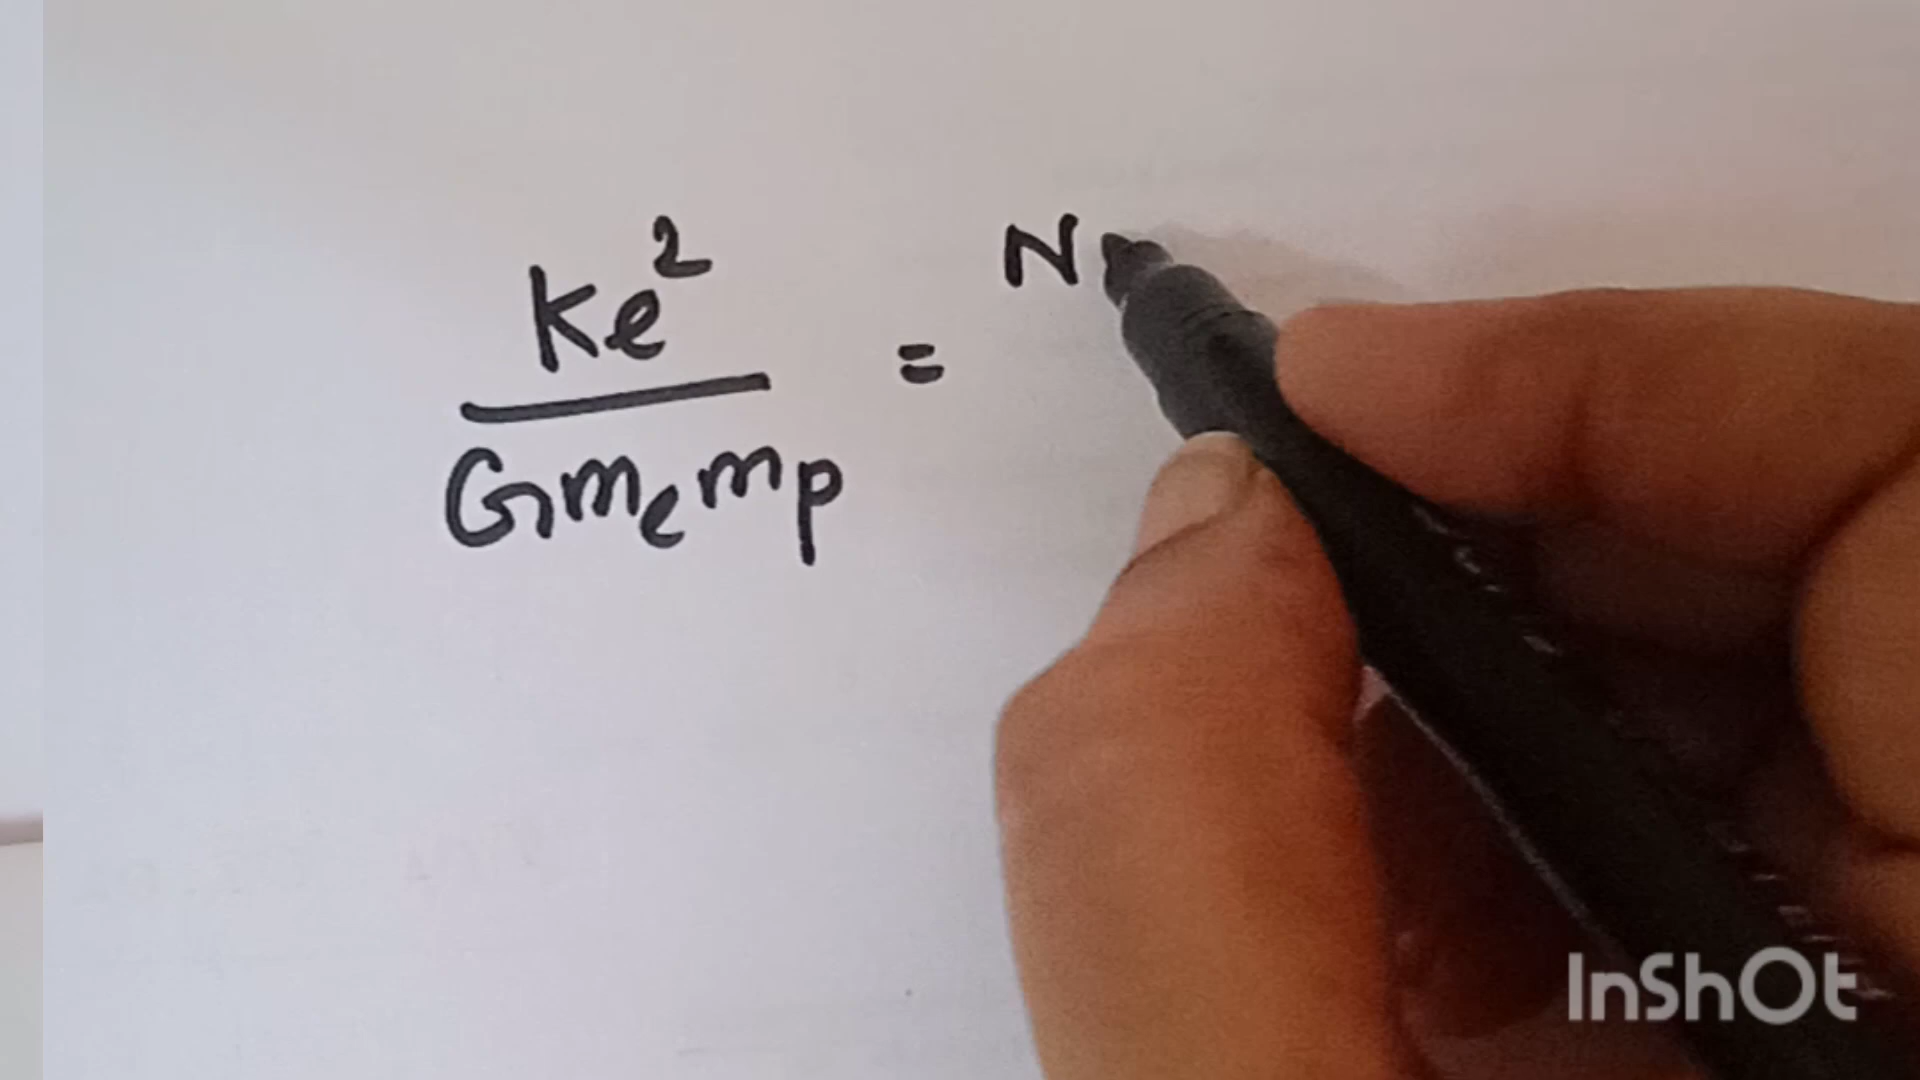 Ke²
= N
Gmₑmp
InShOt